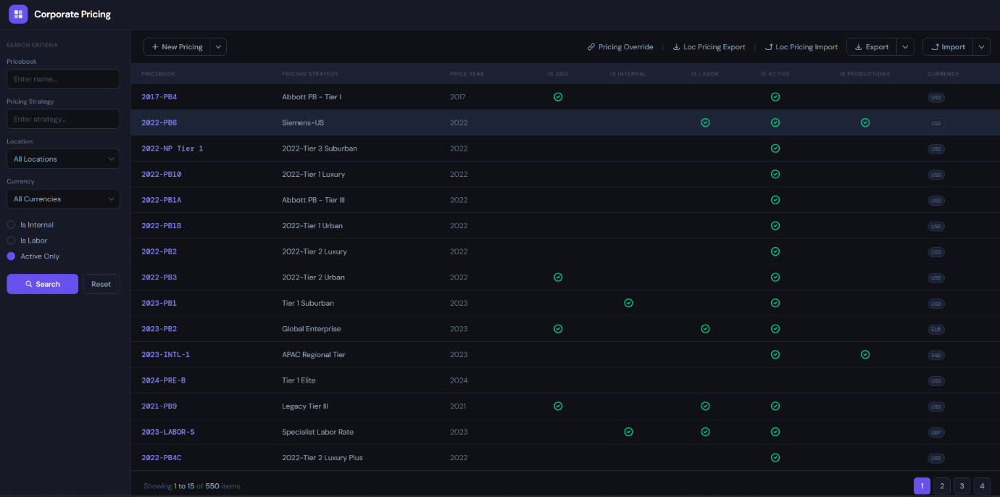 Corporate Pricing
SEARCH CRITERIA
Pricebook
Enter name...
Pricing Strategy
Enter strategy...
Location
All Locations
Currency
All Currencies
Is Internal
Is Labor
Active Only
Search Reset
New Pricing Pricing Override Loc Pricing Export Loc Pricing Import Export Import
PRICEBOOK PRICING STRATEGY PRICE YEAR IS GSO IS INTERNAL IS LABOR IS ACTIVE IS PRODUCTIONS CURRENCY
2017-PB4 Abbott PB - Tier I 2017 USD
2022-PB6 Siemens-US 2022 USD
2022-NP Tier 1 2022-Tier 3 Suburban 2022 USD
2022-PB10 2022-Tier 1 Luxury 2022 USD
2022-PB1A Abbott PB - Tier III 2022 USD
2022-PB1B 2022-Tier 1 Urban 2022 USD
2022-PB2 2022-Tier 2 Luxury 2022 USD
2022-PB3 2022-Tier 2 Urban 2022 USD
2023-PB1 Tier 1 Suburban 2023 USD
2023-PB2 Global Enterprise 2023 EUR
2023-INTL-1 APAC Regional Tier 2023 SGD
2024-PRE-B Tier 1 Elite 2024 USD
2021-PB9 Legacy Tier III 2021 USD
2023-LABOR-S Specialist Labor Rate 2023 GBP
2022-PB4C 2022-Tier 2 Luxury Plus 2022 USD
Showing 1 to 15 of 550 items 1 2 3 4